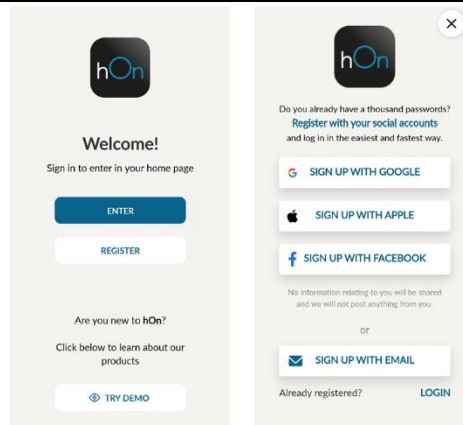 hOn
Welcome!
Sign in to enter in your home page
ENTER
REGISTER
Are you new to hOn?
Click below to learn about our
products
TRY DEMO
hOn
Do you already have a thousand passwords?
Register with your social accounts
and log in in the easiest and fastest way.
SIGN UP WITH GOOGLE
SIGN UP WITH APPLE
SIGN UP WITH FACEBOOK
No information relating to you will be shared
and we will not post anything from you.
or
SIGN UP WITH EMAIL
Already registered? LOGIN